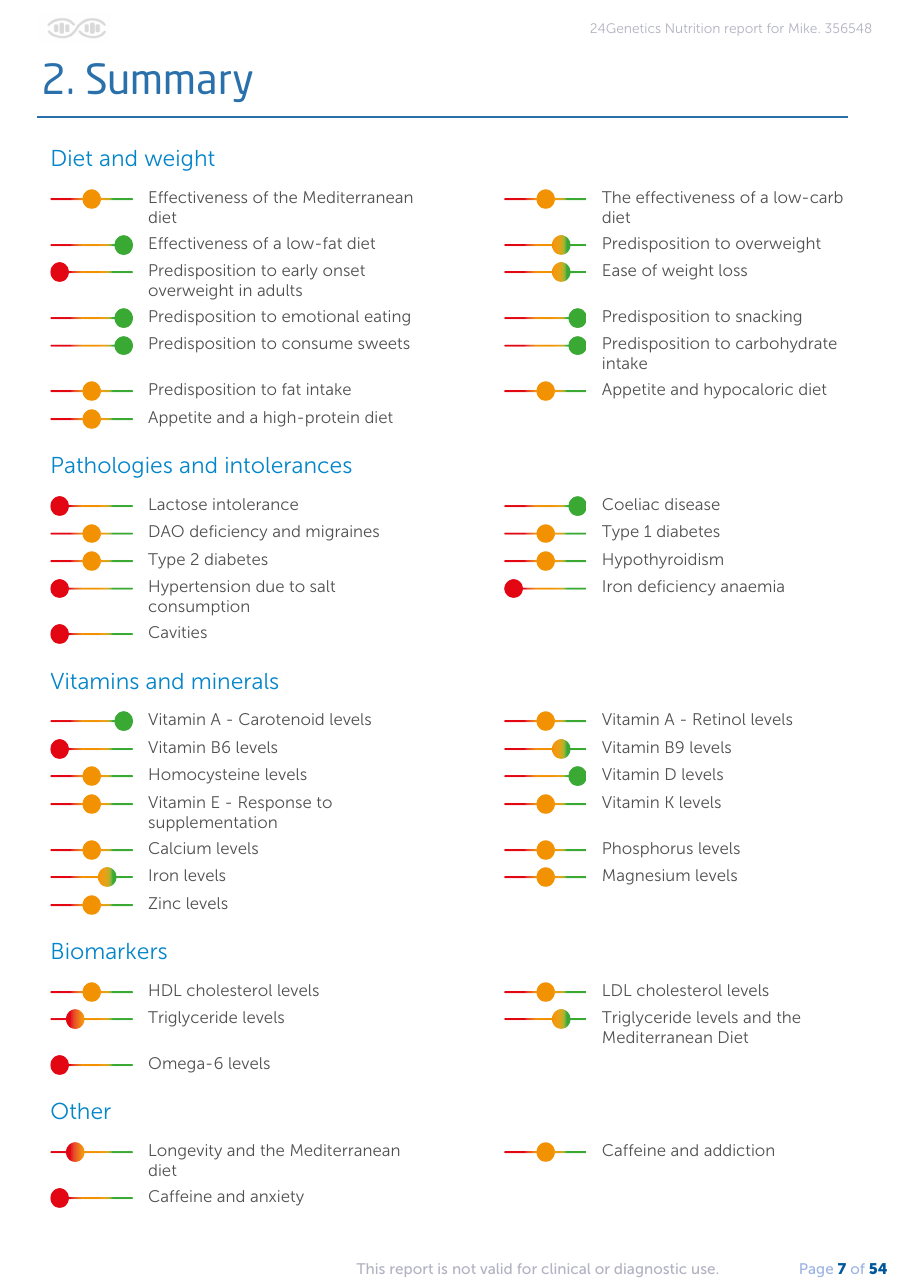 24Genetics Nutrition report for Mike. 356548
2. Summary
Diet and weight
Effectiveness of the Mediterranean
diet
The effectiveness of a low-carb
diet
Effectiveness of a low-fat diet
Predisposition to overweight
Predisposition to early onset
overweight in adults
Ease of weight loss
Predisposition to emotional eating
Predisposition to snacking
Predisposition to consume sweets
Predisposition to carbohydrate
intake
Predisposition to fat intake
Appetite and hypocaloric diet
Appetite and a high-protein diet
Pathologies and intolerances
Lactose intolerance
Coeliac disease
DAO deficiency and migraines
Type 1 diabetes
Type 2 diabetes
Hypothyroidism
Hypertension due to salt
consumption
Iron deficiency anaemia
Cavities
Vitamins and minerals
Vitamin A - Carotenoid levels
Vitamin A - Retinol levels
Vitamin B6 levels
Vitamin B9 levels
Homocysteine levels
Vitamin D levels
Vitamin E - Response to
supplementation
Vitamin K levels
Calcium levels
Phosphorus levels
Iron levels
Magnesium levels
Zinc levels
Biomarkers
HDL cholesterol levels
LDL cholesterol levels
Triglyceride levels
Triglyceride levels and the
Mediterranean Diet
Omega-6 levels
Other
Longevity and the Mediterranean
diet
Caffeine and addiction
Caffeine and anxiety
This report is not valid for clinical or diagnostic use.
Page 7 of 54